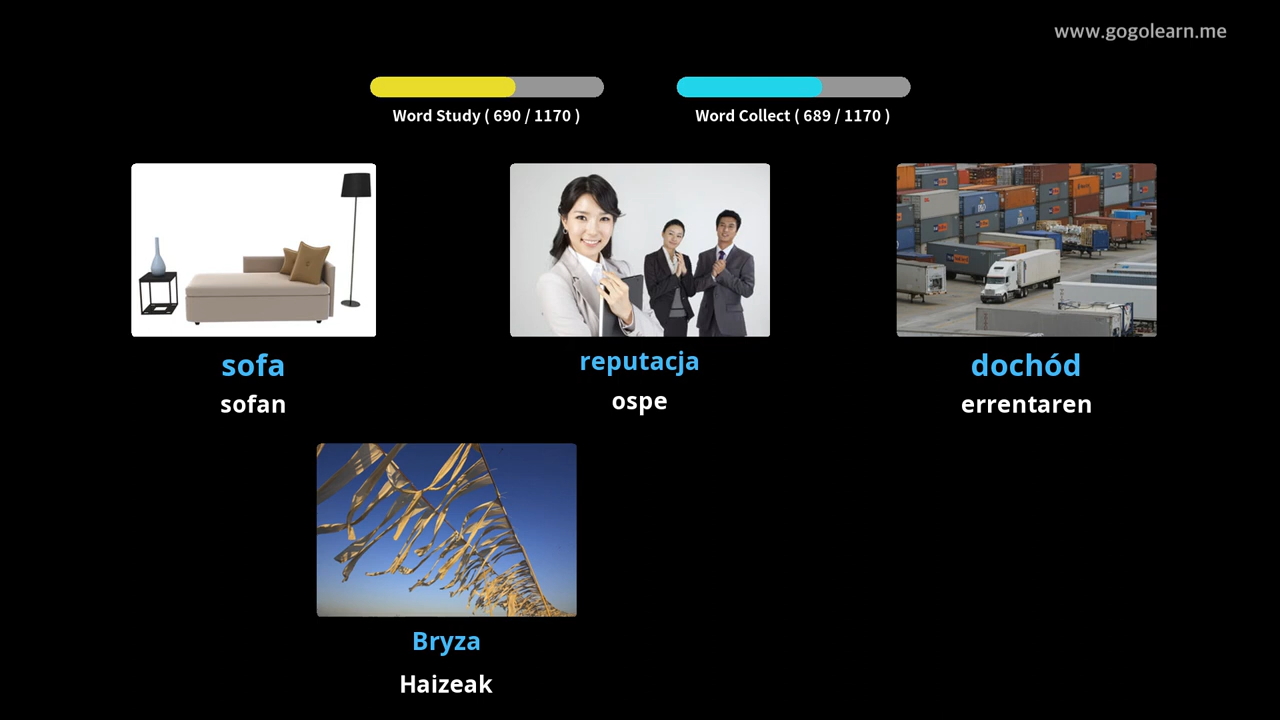 www.gogolearn.me
Word Study ( 690 / 1170 )
Word Collect ( 689 / 1170 )
sofa
sofan
reputacja
ospe
dochód
errentaren
Bryza
Haizeak